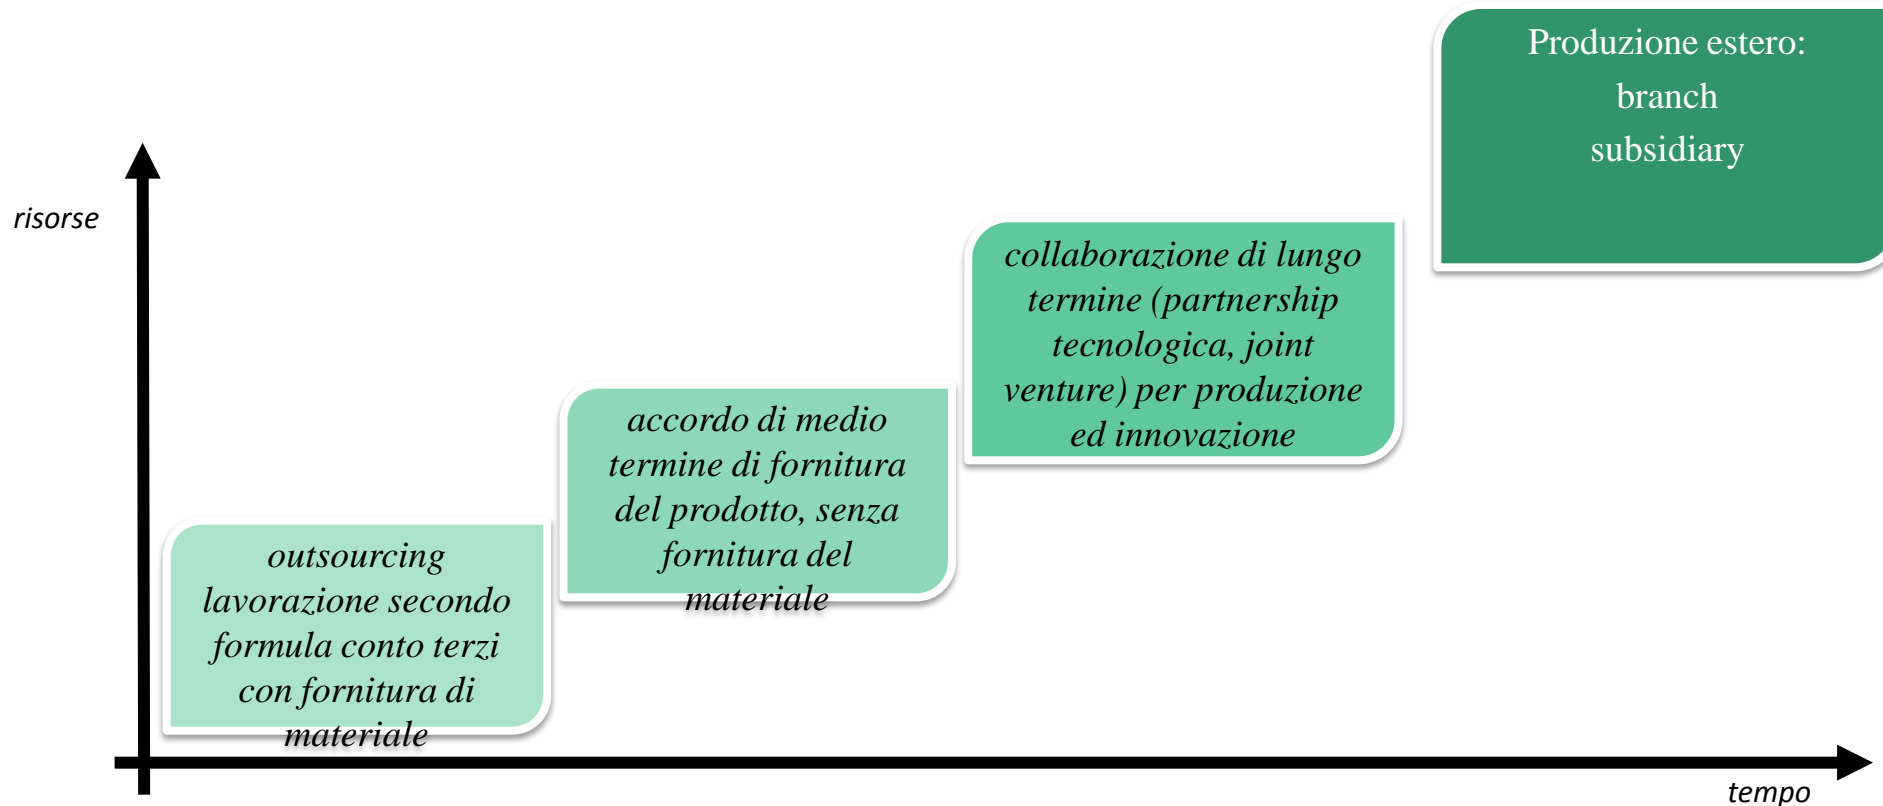 Produzione estero:
branch
subsidiary
risorse
collaborazione di lungo
termine (partnership
tecnologica, joint
venture) per produzione
ed innovazione
accordo di medio
termine di fornitura
del prodotto, senza
fornitura del
materiale
outsourcing
lavorazione secondo
formula conto terzi
con fornitura di
materiale
tempo